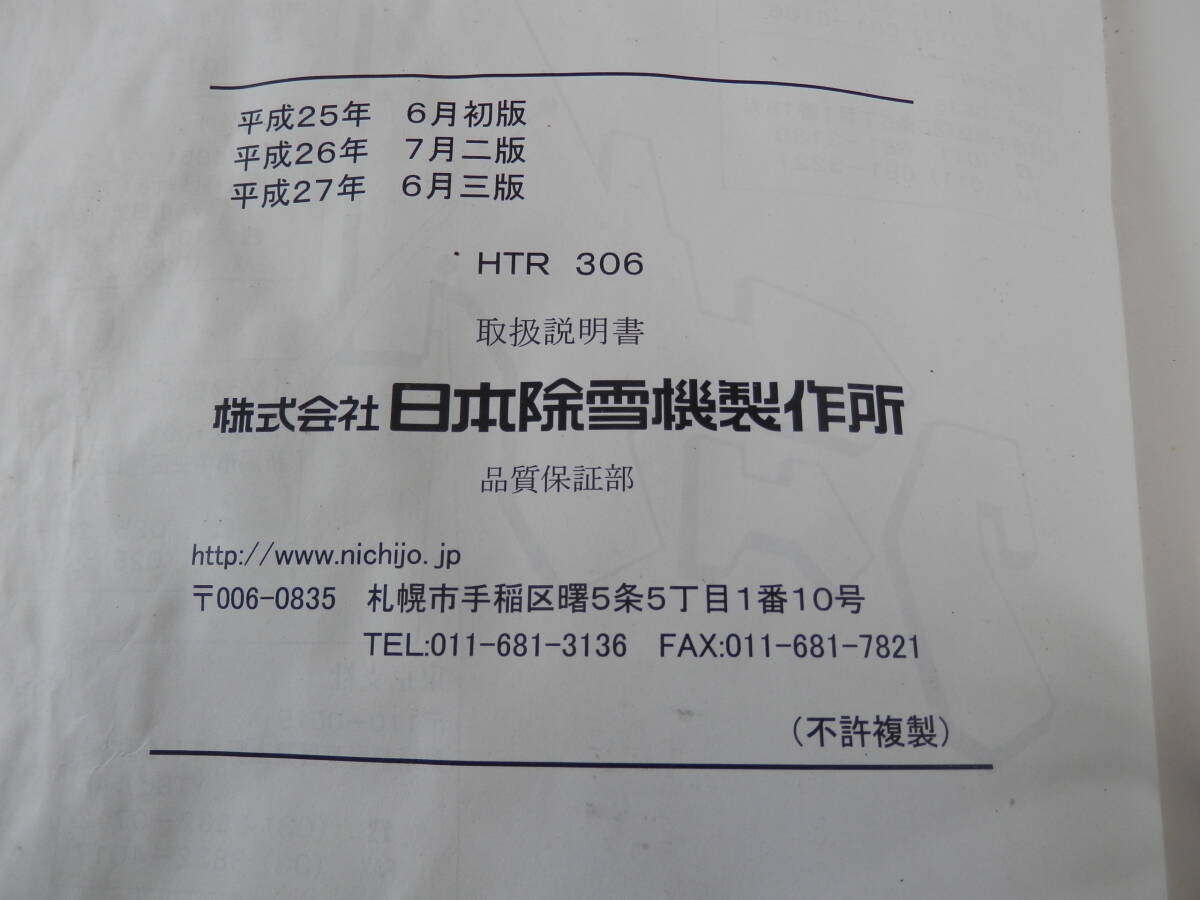 平成25年　6月初版
平成26年　7月二版
平成27年　6月三版
HTR 306
取扱説明書
株式会社 日本除雪機製作所
品質保証部
http://www.nichijo.jp
〒006-0835　札幌市手稲区曙5条5丁目1番10号
TEL:011-681-3136　FAX:011-681-7821
（不許複製）